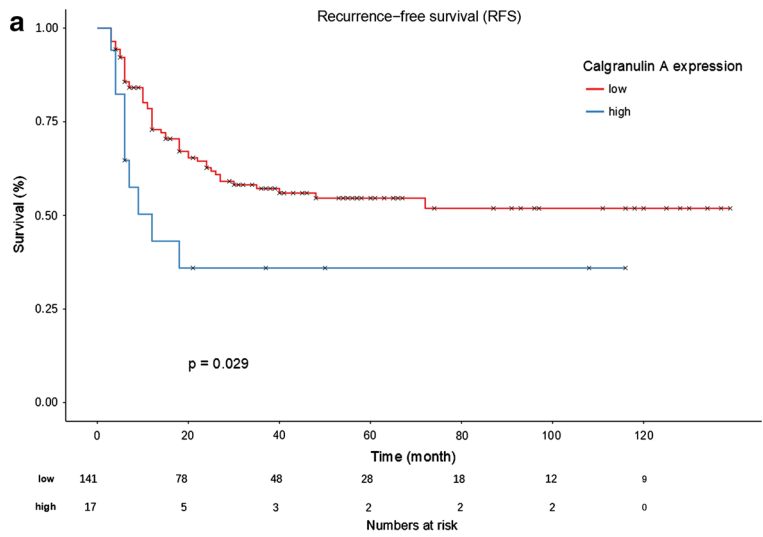 a
Recurrence-free survival (RFS)
Calgranulin A expression
low
high
1.00
0.75
0.50
0.25
0.00
Survival (%)
p = 0.029
0 20 40 60 80 100 120
Time (month)
low 141 78 48 28 18 12 9
high 17 5 3 2 2 2 0
Numbers at risk